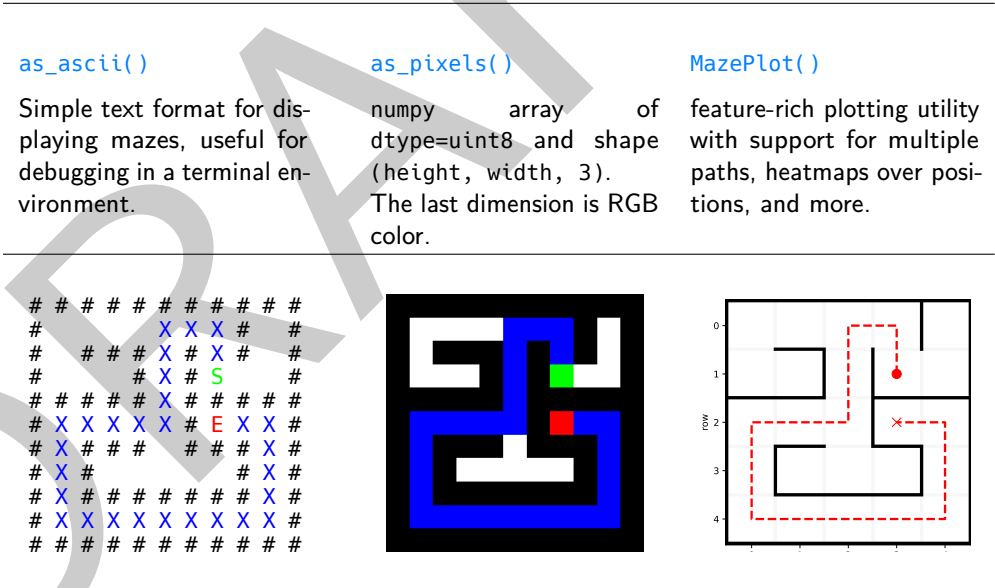 as_ascii()
Simple text format for dis-
playing mazes, useful for
debugging in a terminal en-
vironment.
as_pixels()
numpy array of
dtype=uint8 and shape
(height, width, 3).
The last dimension is RGB
color.
MazePlot()
feature-rich plotting utility
with support for multiple
paths, heatmaps over posi-
tions, and more.
# # # # # # # # # # #
#         X X X #   #
#   # # # X # X #   #
#       # X # S     #
# # # # # X # # # # #
# X X X X X # E X X #
# X # # #   # # # X #
# X #           # X #
# X # # # # # # # X #
# X X X X X X X X X #
# # # # # # # # # # #
row
0
1
2
3
4